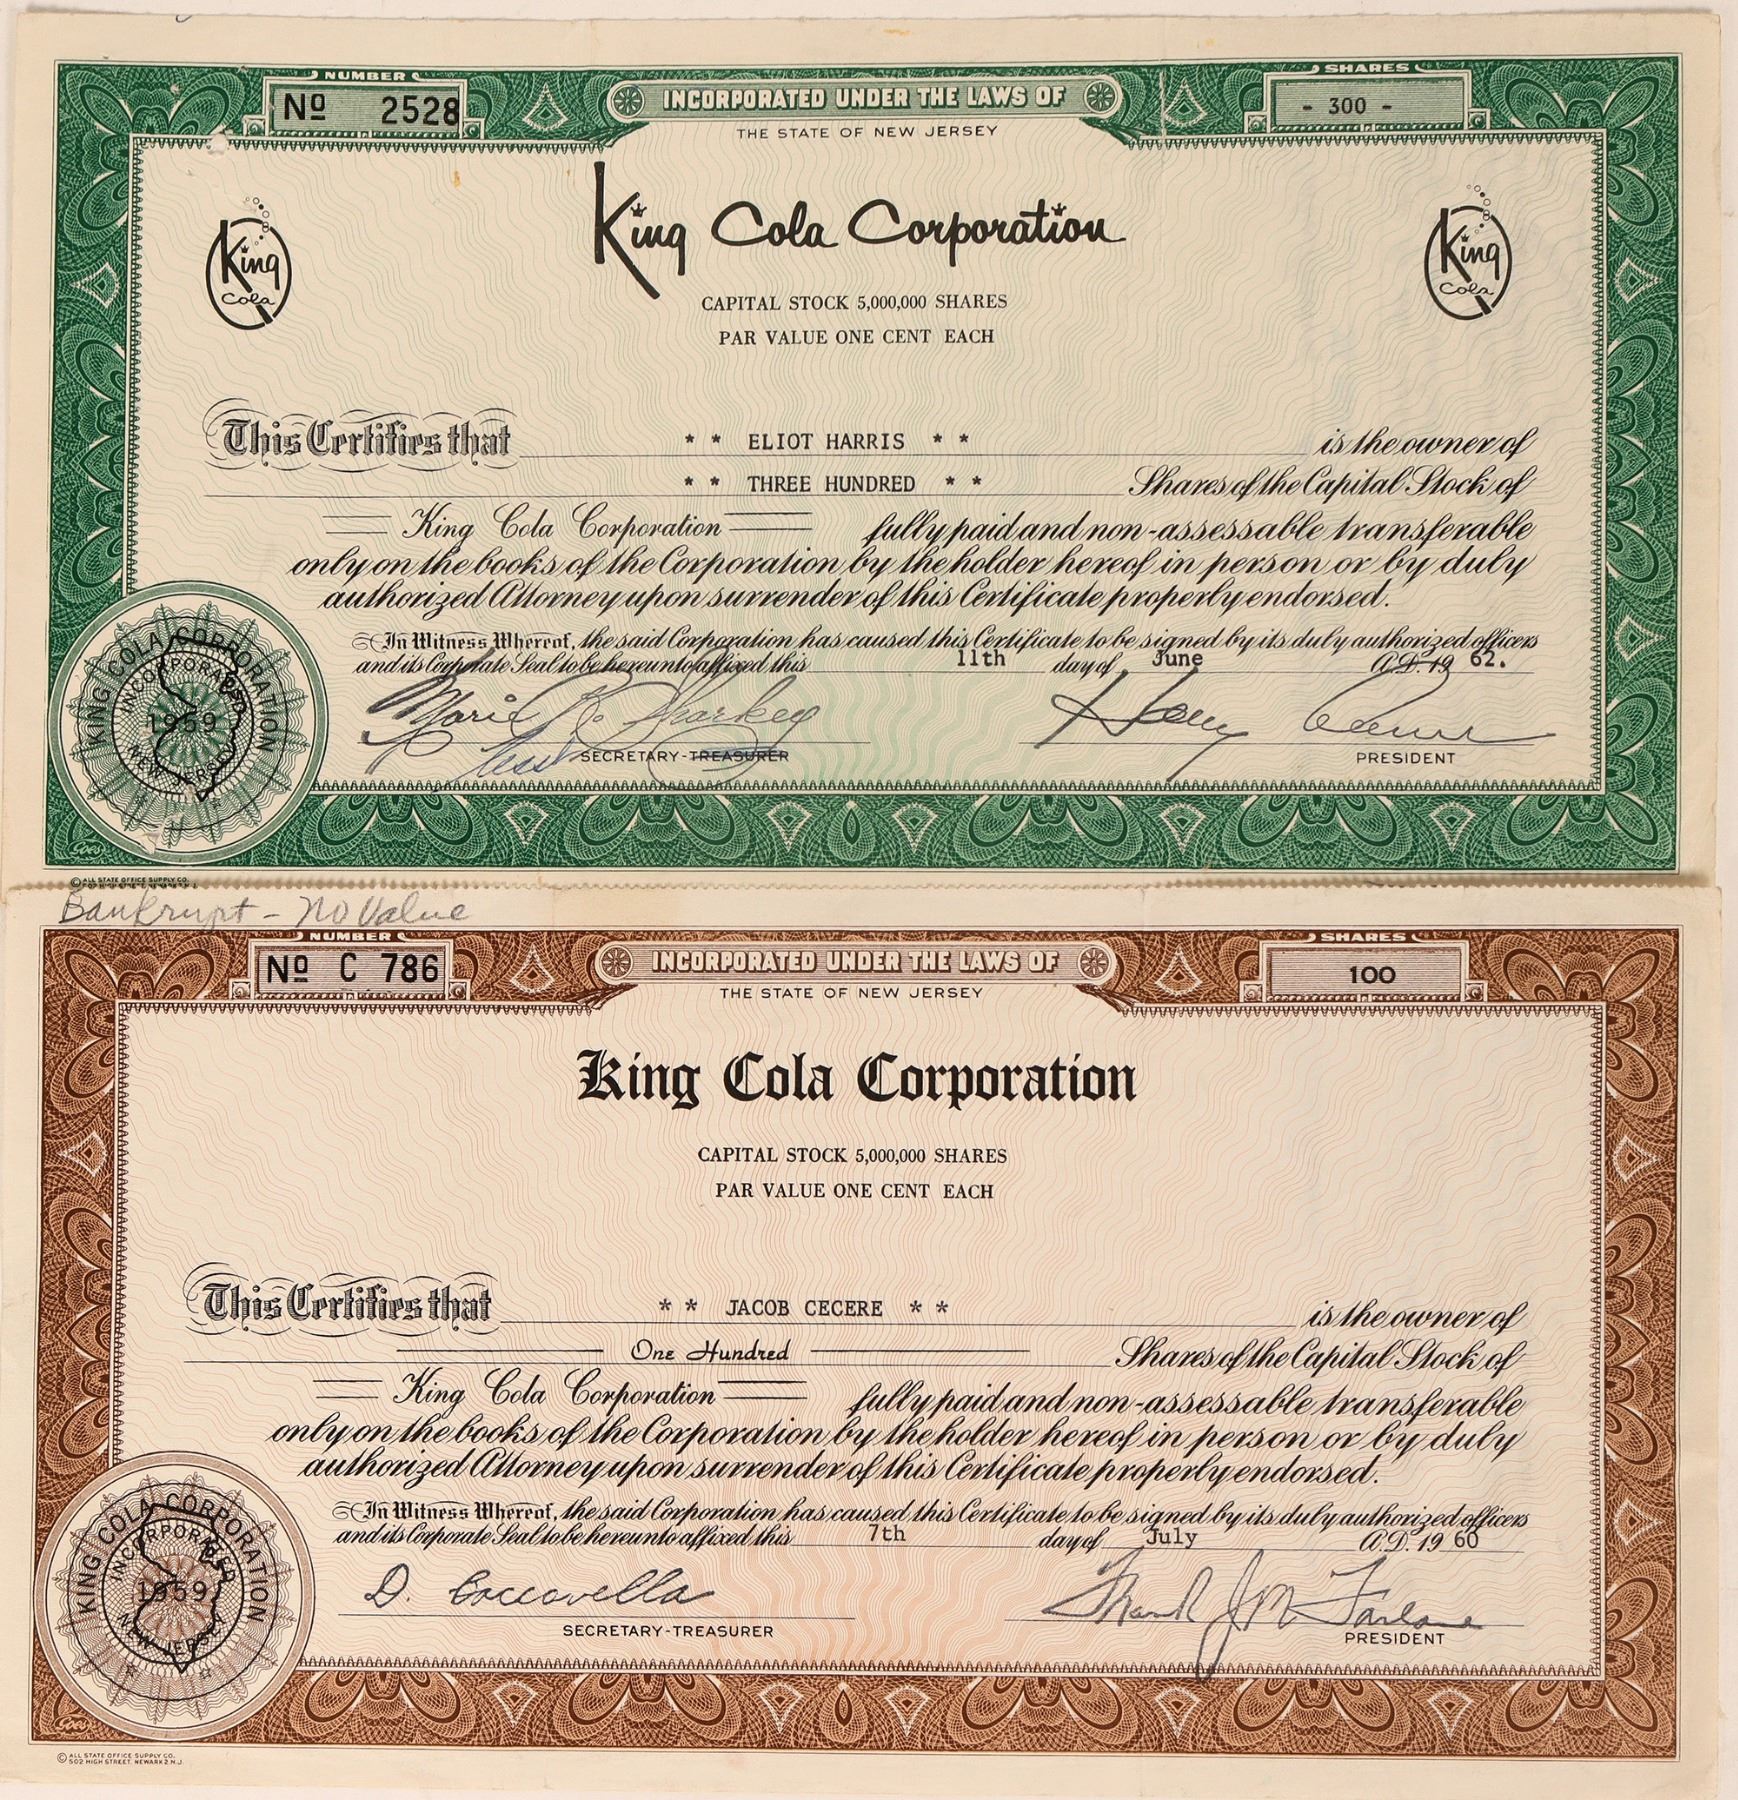 NUMBER
Nº 2528
INCORPORATED UNDER THE LAWS OF
THE STATE OF NEW JERSEY
SHARES
- 300 -
King Cola
King Cola Corporation
King Cola
CAPITAL STOCK 5,000,000 SHARES
PAR VALUE ONE CENT EACH
This Certifies that * * ELIOT HARRIS * * is the owner of
* * THREE HUNDRED * * Shares of the Capital Stock of
King Cola Corporation fully paid and non-assessable transferable
only on the books of the Corporation by the holder hereof in person or by duly
authorized Attorney upon surrender of this Certificate properly endorsed.
In Witness Whereof, the said Corporation has caused this Certificate to be signed by its duly authorized officers
and its Corporate Seal to be hereunto affixed this 11th day of June A.D. 19 62.
KING COLA CORPORATION
INCORPORATED
1959
NEW JERSEY
Marie Sharkey
SECRETARY-TREASURER
PRESIDENT
Goes
© ALL STATE OFFICE SUPPLY CO.
Bankrupt - No Value
NUMBER
Nº C 786
INCORPORATED UNDER THE LAWS OF
THE STATE OF NEW JERSEY
SHARES
100
King Cola Corporation
CAPITAL STOCK 5,000,000 SHARES
PAR VALUE ONE CENT EACH
This Certifies that * * JACOB CECERE * * is the owner of
One Hundred Shares of the Capital Stock of
King Cola Corporation fully paid and non-assessable transferable
only on the books of the Corporation by the holder hereof in person or by duly
authorized Attorney upon surrender of this Certificate properly endorsed.
In Witness Whereof, the said Corporation has caused this Certificate to be signed by its duly authorized officers
and its Corporate Seal to be hereunto affixed this 7th day of July A.D. 19 60
KING COLA CORPORATION
INCORPORATED
1959
NEW JERSEY
D. Coccovella
SECRETARY-TREASURER
Frank J McFarlane
PRESIDENT
Goes
© ALL STATE OFFICE SUPPLY CO.
502 HIGH STREET. NEWARK 2. N.J.